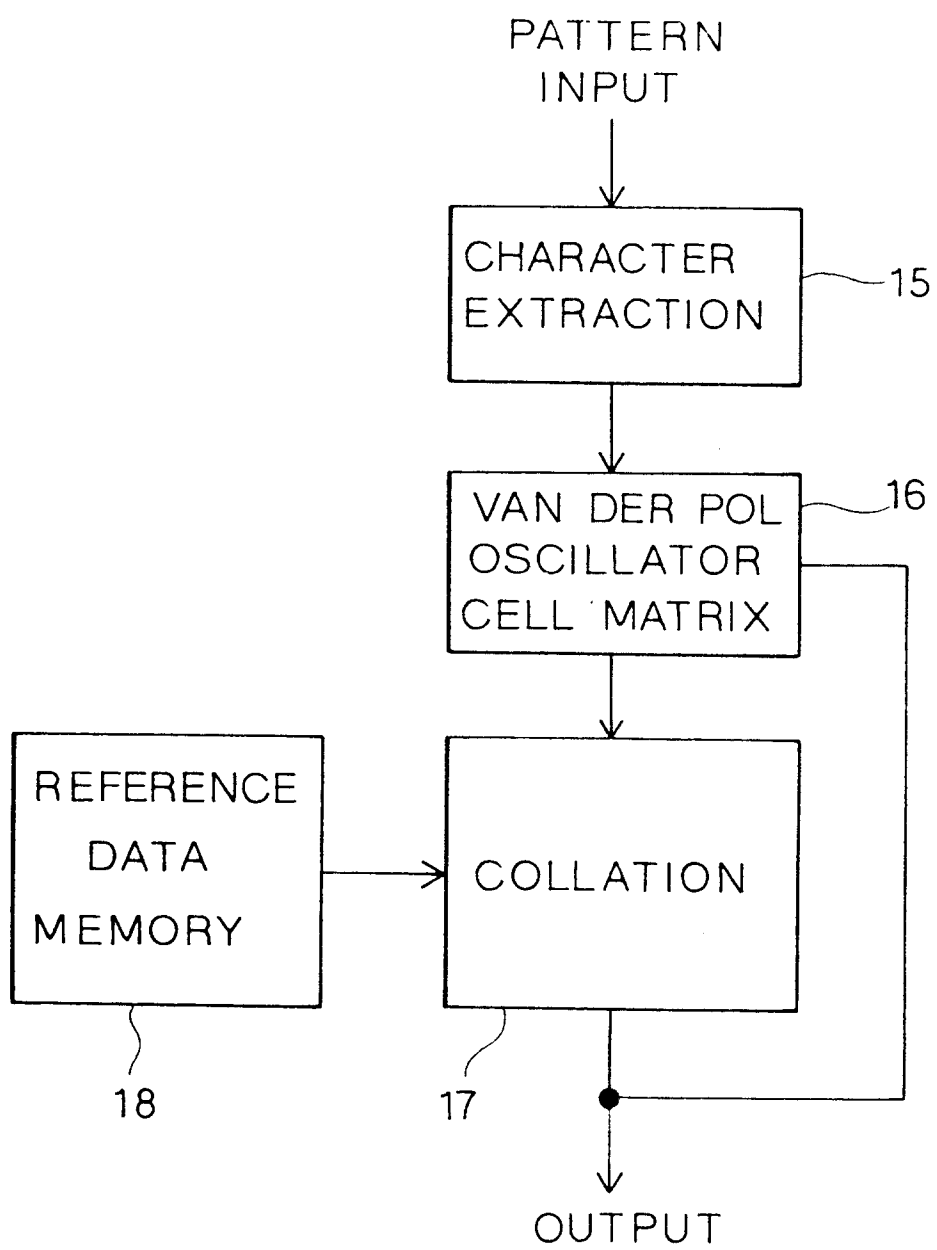 PATTERN
INPUT
CHARACTER
EXTRACTION
15
VAN DER POL
OSCILLATOR
CELL MATRIX
16
REFERENCE
DATA
MEMORY
COLLATION
18
17
OUTPUT